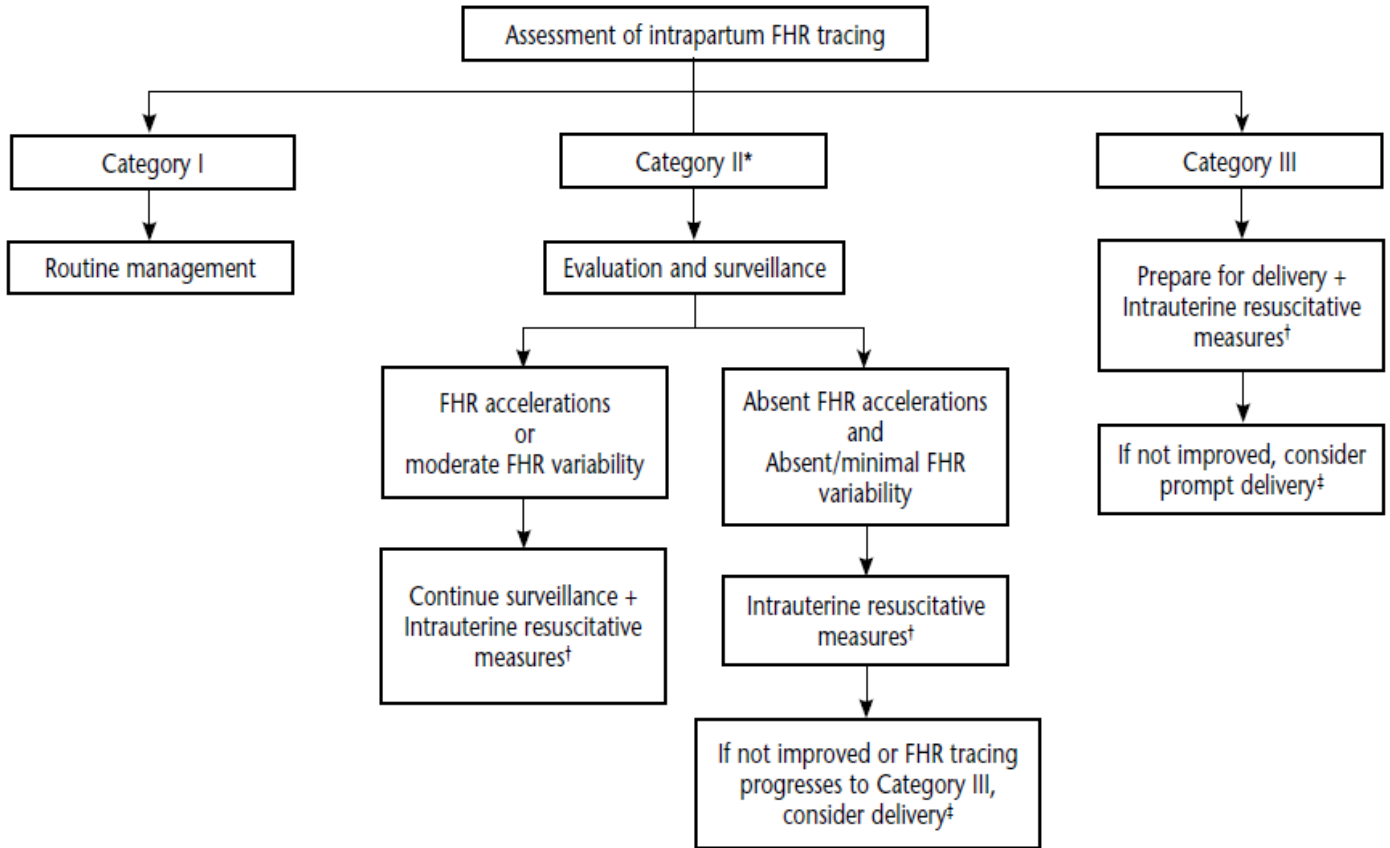 Assessment of intrapartum FHR tracing
Category I
Category II*
Category III
Routine management
Evaluation and surveillance
Prepare for delivery +
Intrauterine resuscitative
measures†
FHR accelerations
or
moderate FHR variability
Absent FHR accelerations
and
Absent/minimal FHR
variability
If not improved, consider
prompt delivery‡
Continue surveillance +
Intrauterine resuscitative
measures†
Intrauterine resuscitative
measures†
If not improved or FHR tracing
progresses to Category III,
consider delivery‡